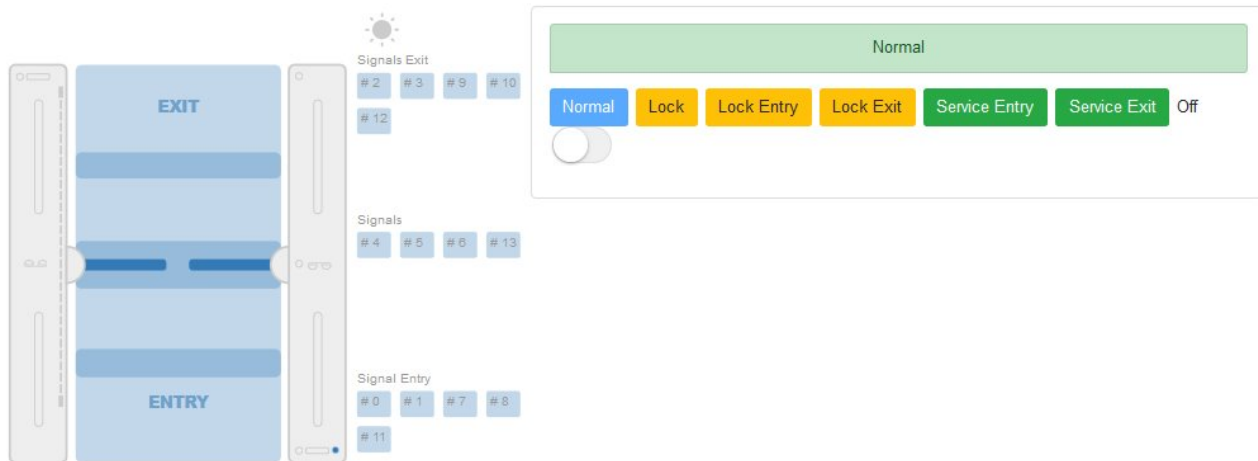 EXIT
ENTRY
Signals Exit
# 2 # 3 # 9 # 10
# 12
Signals
# 4 # 5 # 6 # 13
Signal Entry
# 0 # 1 # 7 # 8
# 11
Normal
Normal Lock Lock Entry Lock Exit Service Entry Service Exit Off